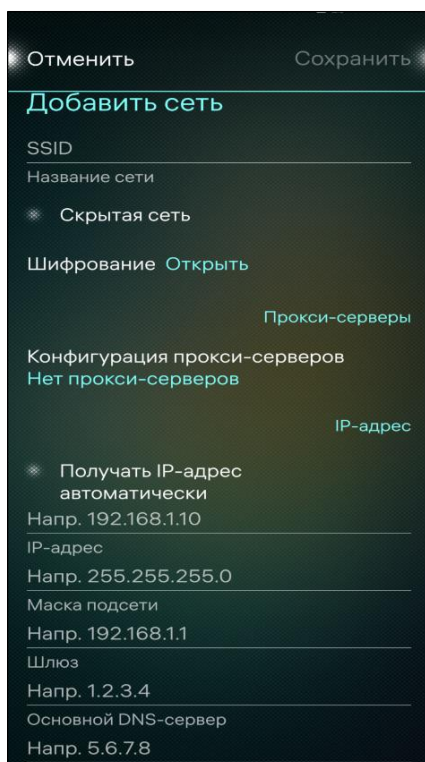 Отменить
Сохранить
Добавить сеть
SSID
Название сети
Скрытая сеть
Шифрование Открыть
Прокси-серверы
Конфигурация прокси-серверов
Нет прокси-серверов
IP-адрес
Получать IP-адрес
автоматически
Напр. 192.168.1.10
IP-адрес
Напр. 255.255.255.0
Маска подсети
Напр. 192.168.1.1
Шлюз
Напр. 1.2.3.4
Основной DNS-сервер
Напр. 5.6.7.8